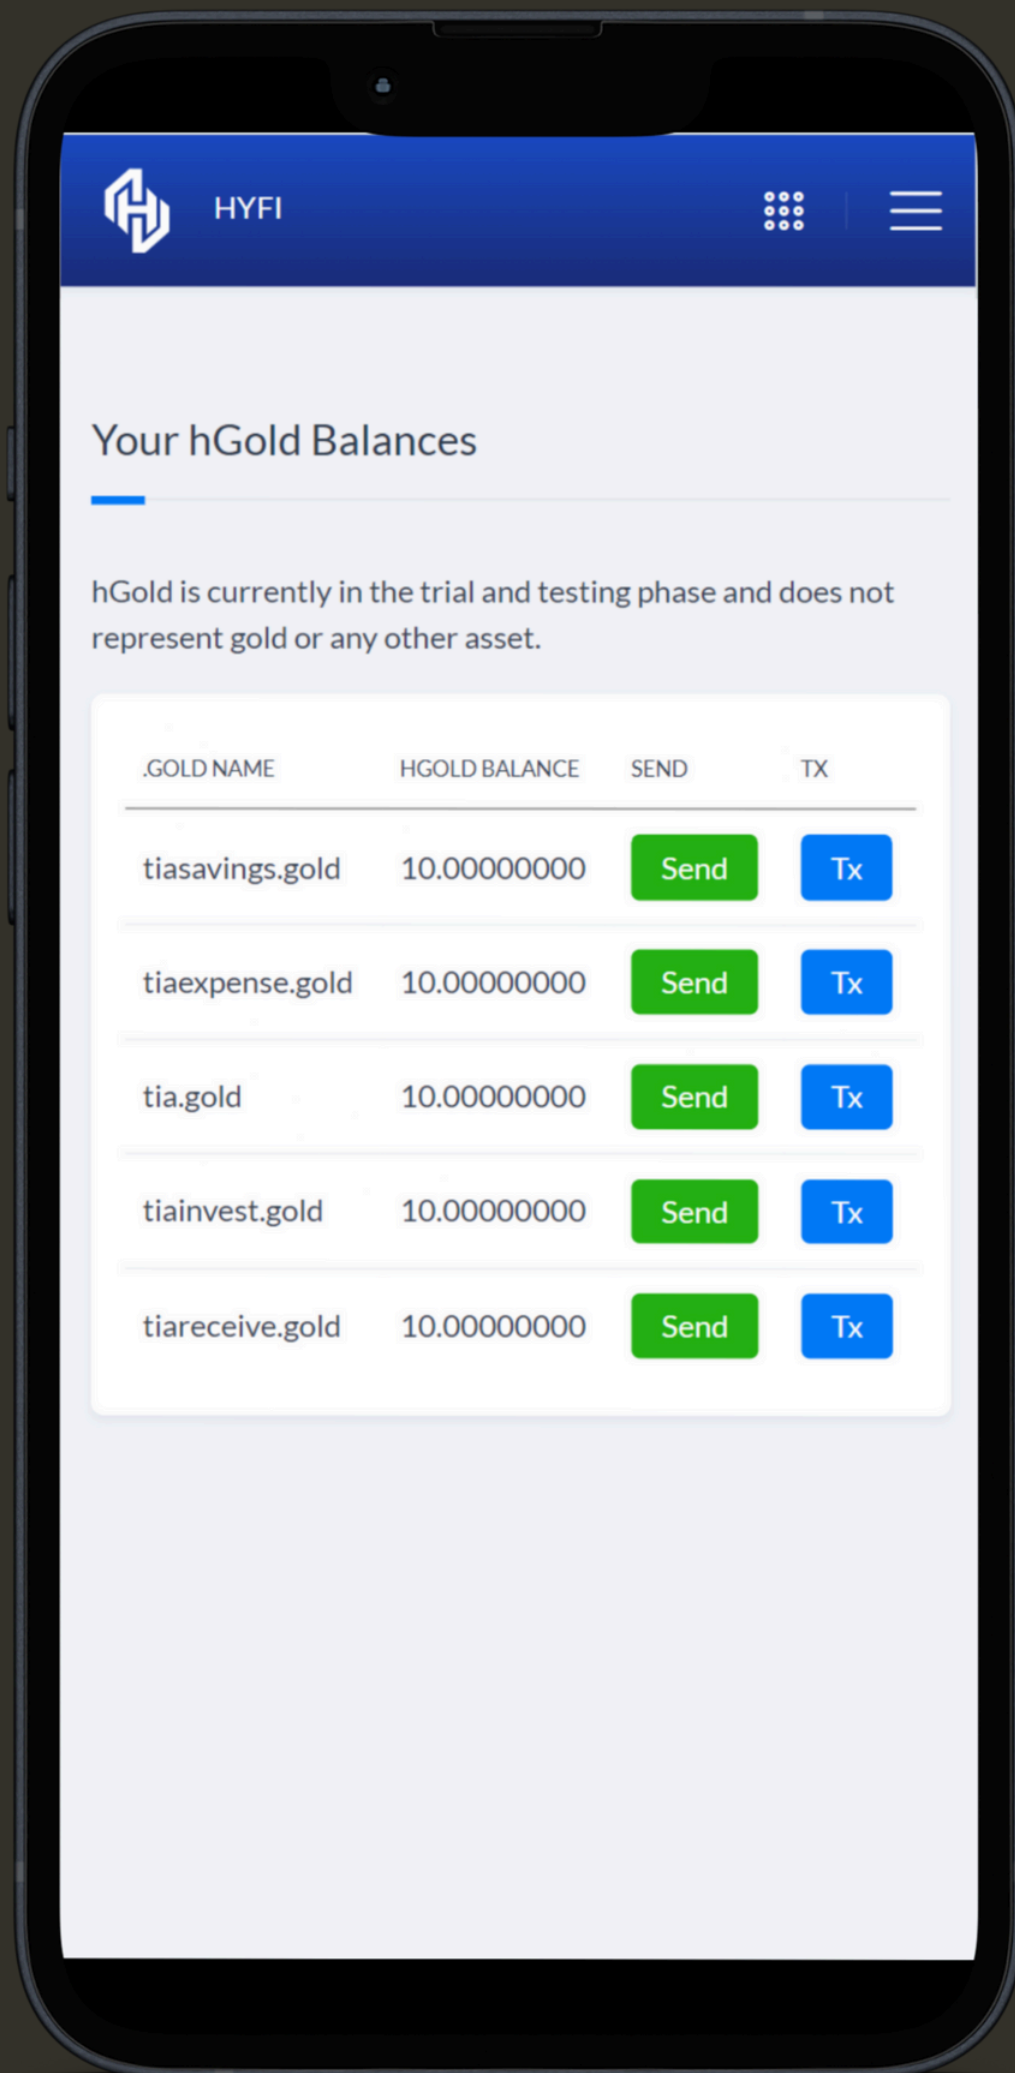 HYFI
Your hGold Balances
hGold is currently in the trial and testing phase and does not
represent gold or any other asset.
.GOLD NAME HGOLD BALANCE SEND TX
tiasavings.gold 10.00000000 Send Tx
tiaexpense.gold 10.00000000 Send Tx
tia.gold 10.00000000 Send Tx
tiainvest.gold 10.00000000 Send Tx
tiareceive.gold 10.00000000 Send Tx